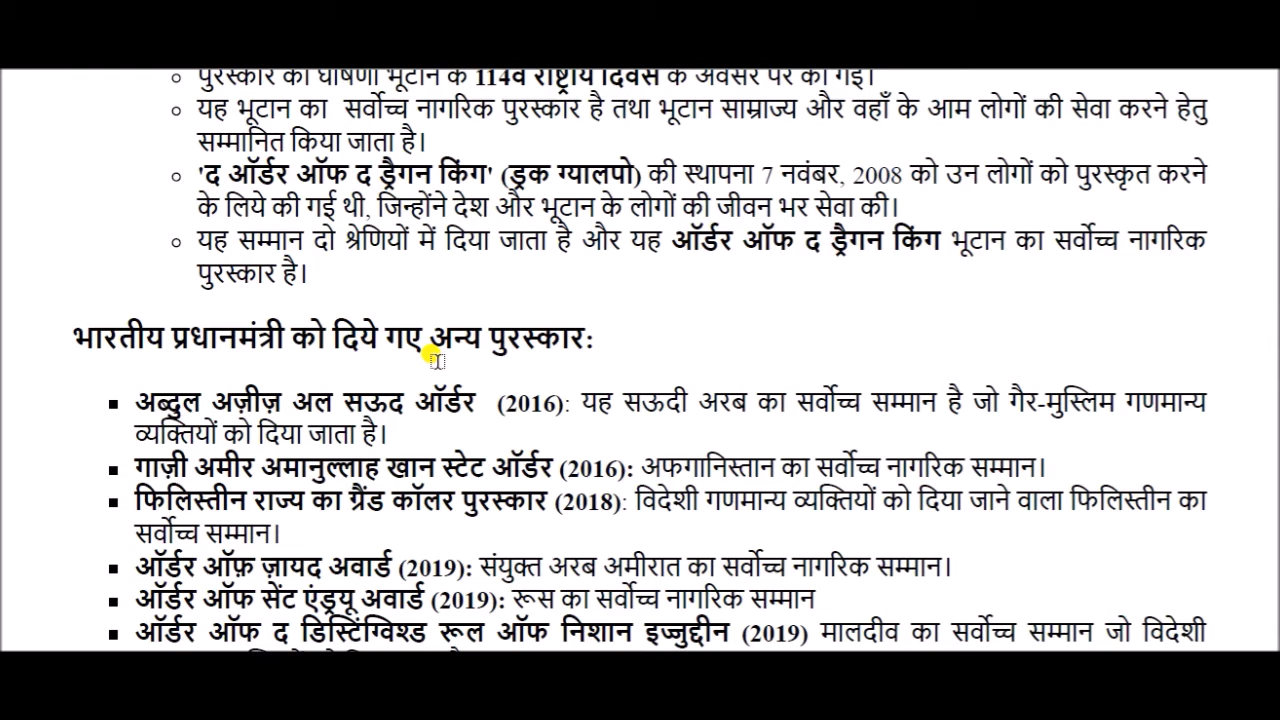 पुरस्कार की घोषणा भूटान के 114वें राष्ट्रीय दिवस के अवसर पर की गई।
यह भूटान का सर्वोच्च नागरिक पुरस्कार है तथा भूटान साम्राज्य और वहाँ के आम लोगों की सेवा करने हेतु
सम्मानित किया जाता है।
'द ऑर्डर ऑफ द ड्रैगन किंग' (ड्रक ग्यालपो) की स्थापना 7 नवंबर, 2008 को उन लोगों को पुरस्कृत करने
के लिये की गई थी, जिन्होंने देश और भूटान के लोगों की जीवन भर सेवा की।
यह सम्मान दो श्रेणियों में दिया जाता है और यह ऑर्डर ऑफ द ड्रैगन किंग भूटान का सर्वोच्च नागरिक
पुरस्कार है।
भारतीय प्रधानमंत्री को दिये गए अन्य पुरस्कार:
अब्दुल अज़ीज़ अल सऊद ऑर्डर (2016): यह सऊदी अरब का सर्वोच्च सम्मान है जो गैर-मुस्लिम गणमान्य
व्यक्तियों को दिया जाता है।
गाज़ी अमीर अमानुल्लाह खान स्टेट ऑर्डर (2016): अफगानिस्तान का सर्वोच्च नागरिक सम्मान।
फिलिस्तीन राज्य का ग्रैंड कॉलर पुरस्कार (2018): विदेशी गणमान्य व्यक्तियों को दिया जाने वाला फिलिस्तीन का
सर्वोच्च सम्मान।
ऑर्डर ऑफ़ ज़ायद अवार्ड (2019): संयुक्त अरब अमीरात का सर्वोच्च नागरिक सम्मान।
ऑर्डर ऑफ सेंट एंड्रयू अवार्ड (2019): रूस का सर्वोच्च नागरिक सम्मान
ऑर्डर ऑफ द डिस्टिंग्विश्ड रूल ऑफ निशान इज्जुद्दीन (2019) मालदीव का सर्वोच्च सम्मान जो विदेशी